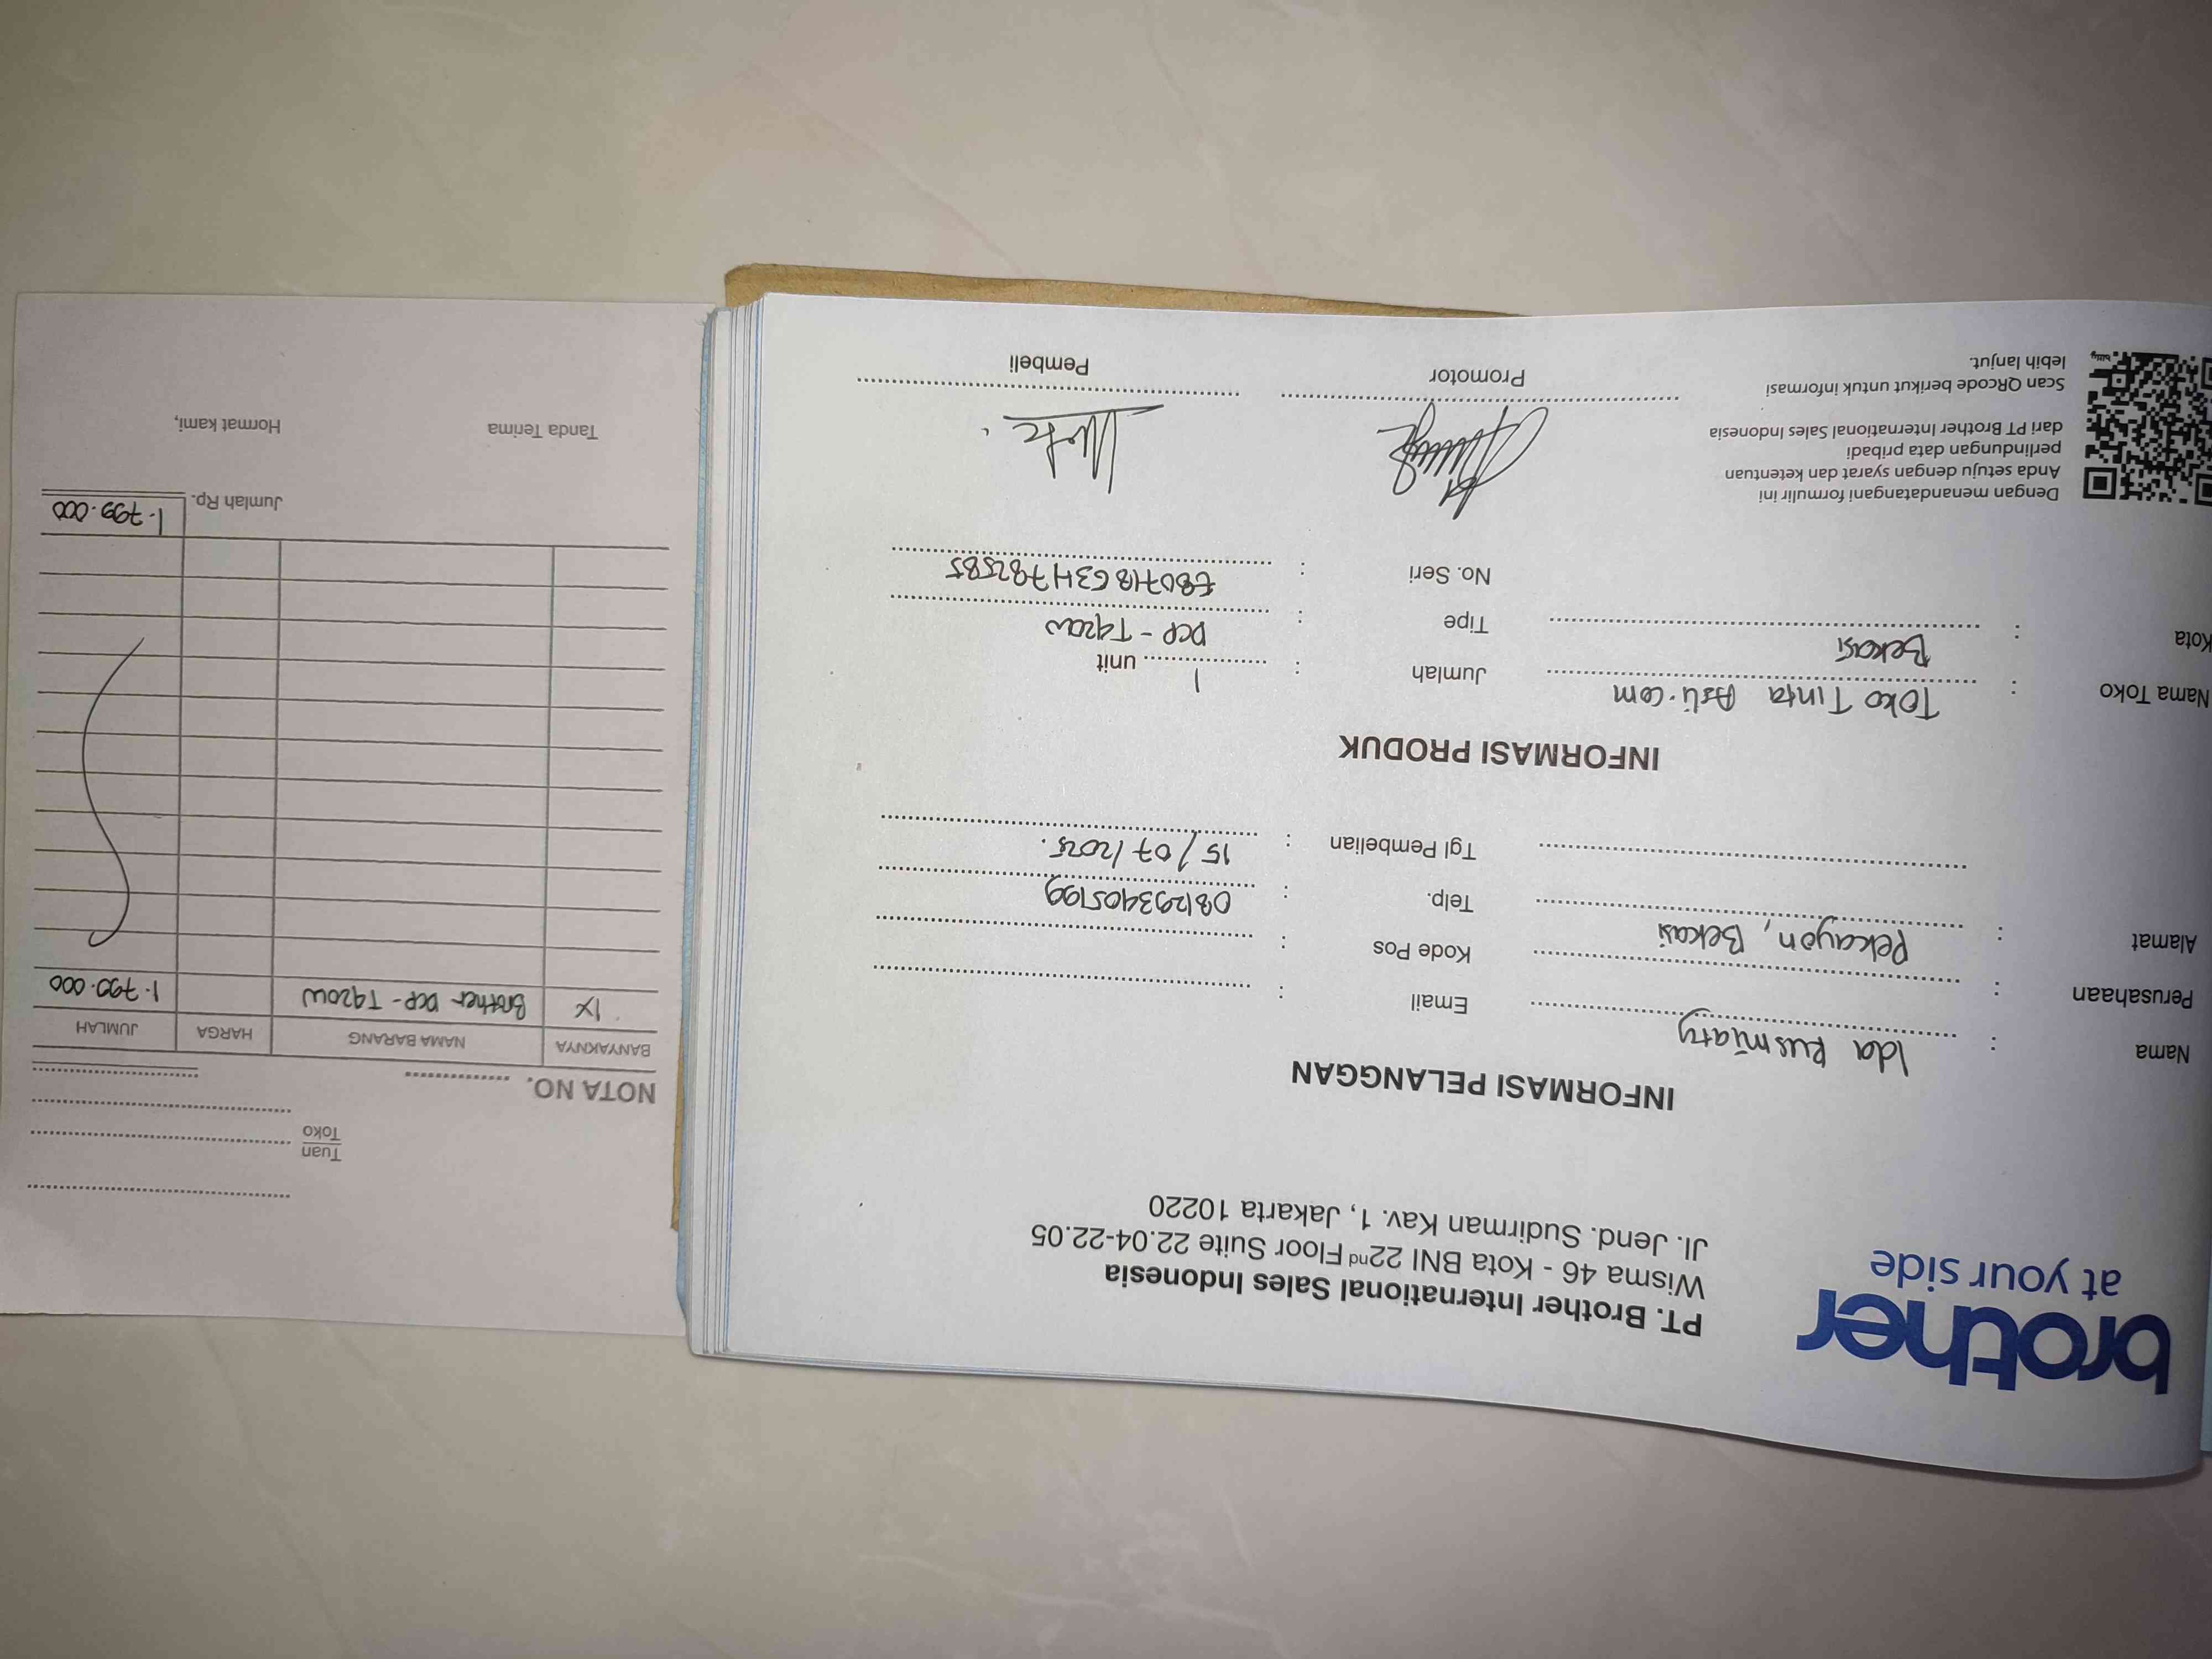 brother
at your side
PT. Brother International Sales Indonesia
Wisma 46 - Kota BNI 22nd Floor Suite 22.04-22.05
Jl. Jend. Sudirman Kav. 1, Jakarta 10220
INFORMASI PELANGGAN
Nama : Ida Rusmiaty
Perusahaan :
Alamat : Pekayon, Bekasi
Email :
Kode Pos :
Telp. : 081293405199
Tgl Pembelian : 15/07/2025.
INFORMASI PRODUK
Nama Toko : Toko Tinta Asli.com
Kota : Bekasi
Jumlah : 1 unit
Tipe : DCP-T920W
No. Seri : E80718G3H782585
Dengan menandatangani formulir ini
Anda setuju dengan syarat dan ketentuan
perlindungan data pribadi
dari PT Brother International Sales Indonesia
Scan QRcode berikut untuk informasi
lebih lanjut.
Promotor
Pembeli
Tuan
Toko
NOTA NO.
BANYAKNYA NAMA BARANG HARGA JUMLAH
1x Brother DCP-T920W 1.799.000
Jumlah Rp. 1.799.000
Tanda Terima
Hormat kami,